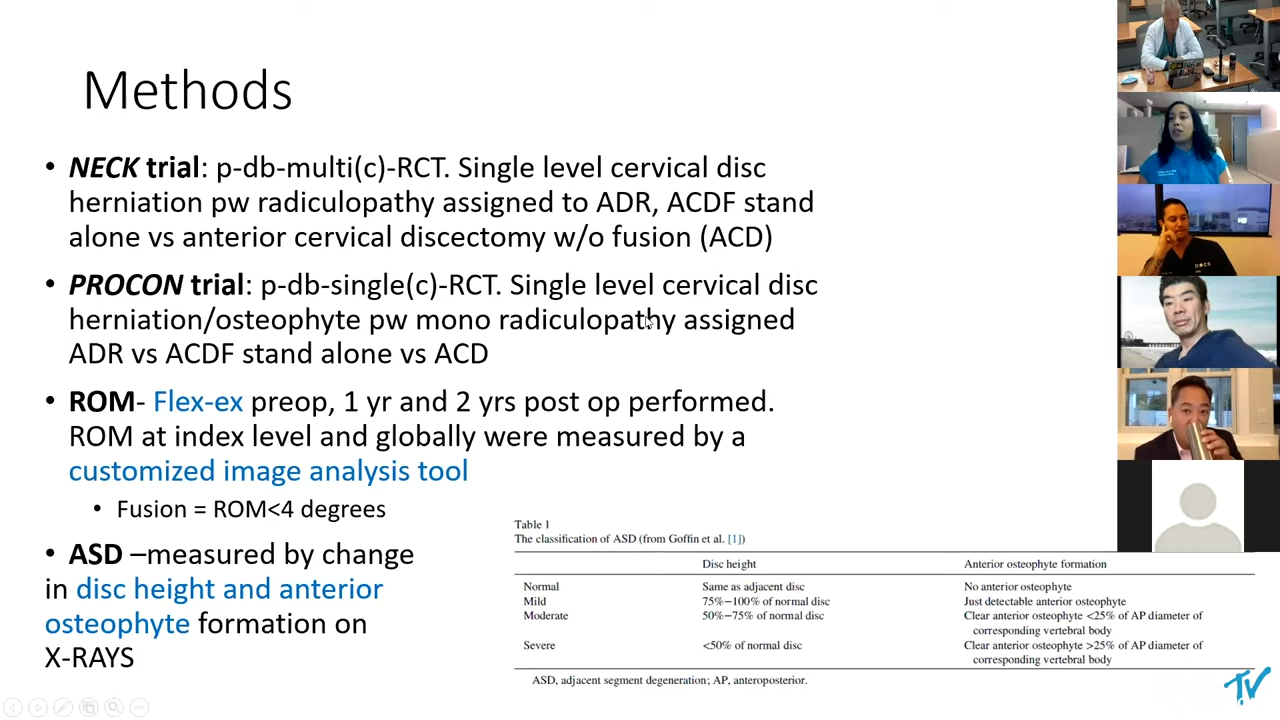 Methods
• NECK trial: p-db-multi(c)-RCT. Single level cervical disc
herniation pw radiculopathy assigned to ADR, ACDF stand
alone vs anterior cervical discectomy w/o fusion (ACD)
• PROCON trial: p-db-single(c)-RCT. Single level cervical disc
herniation/osteophyte pw mono radiculopathy assigned
ADR vs ACDF stand alone vs ACD
• ROM- Flex-ex preop, 1 yr and 2 yrs post op performed.
ROM at index level and globally were measured by a
customized image analysis tool
• Fusion = ROM<4 degrees
• ASD –measured by change
in disc height and anterior
osteophyte formation on
X-RAYS
Table 1
The classification of ASD (from Goffin et al. [1])
Disc height Anterior osteophyte formation
Normal Same as adjacent disc No anterior osteophyte
Mild 75%−100% of normal disc Just detectable anterior osteophyte
Moderate 50%−75% of normal disc Clear anterior osteophyte <25% of AP diameter of
corresponding vertebral body
Severe <50% of normal disc Clear anterior osteophyte >25% of AP diameter of
corresponding vertebral body
ASD, adjacent segment degeneration; AP, anteroposterior.
TV
DOCS